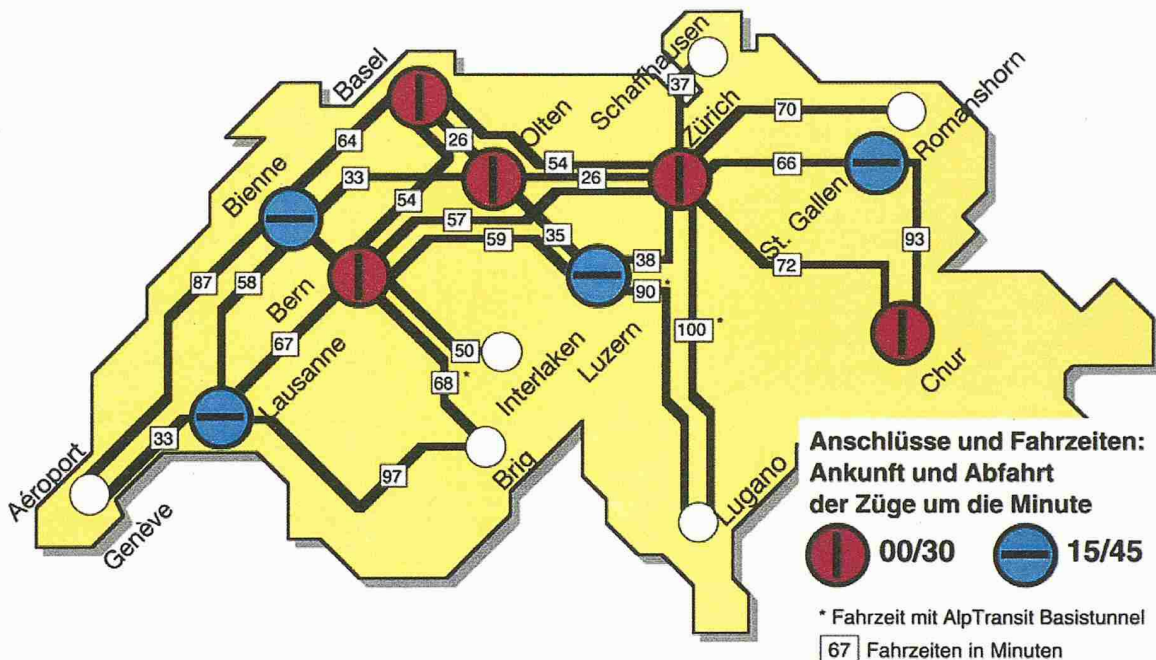 Basel
Olten
Schaffhausen
Zürich
Romanshorn
Bienne
St. Gallen
Bern
Lausanne
Interlaken
Luzern
Chur
Aéroport
Genève
Brig
Lugano
37
70
64
26
54
66
33
26
54
57
35
59
38
93
87
58
90 *
72
67
100 *
50
68 *
33
97
Anschlüsse und Fahrzeiten:
Ankunft und Abfahrt
der Züge um die Minute
00/30
15/45
* Fahrzeit mit AlpTransit Basistunnel
67 Fahrzeiten in Minuten